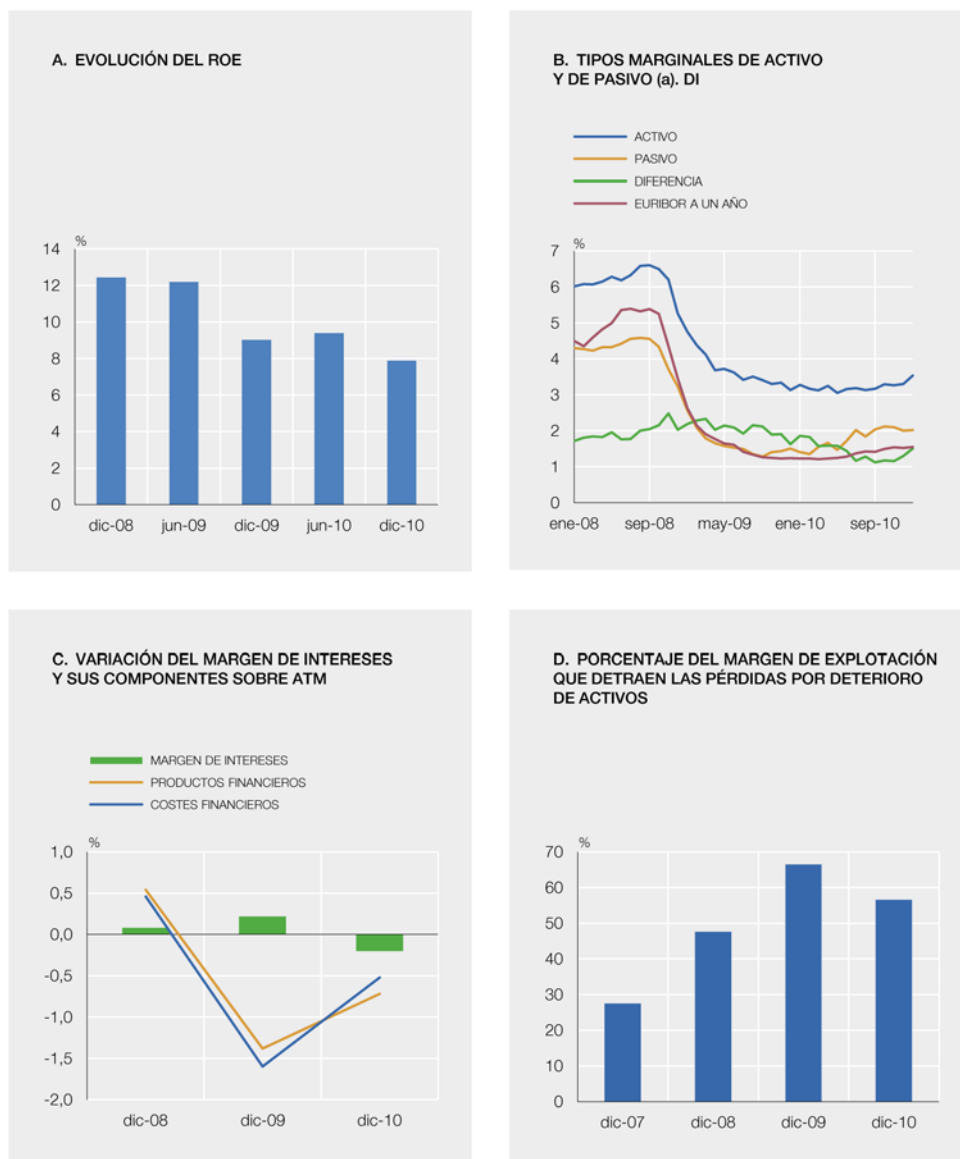 A. EVOLUCIÓN DEL ROE
%
14
12
10
8
6
4
2
0
dic-08 jun-09 dic-09 jun-10 dic-10
B. TIPOS MARGINALES DE ACTIVO
Y DE PASIVO (a). DI
ACTIVO
PASIVO
DIFERENCIA
EURIBOR A UN AÑO
%
7
6
5
4
3
2
1
0
ene-08 sep-08 may-09 ene-10 sep-10
C. VARIACIÓN DEL MARGEN DE INTERESES
Y SUS COMPONENTES SOBRE ATM
MARGEN DE INTERESES
PRODUCTOS FINANCIEROS
COSTES FINANCIEROS
%
1,0
0,5
0,0
-0,5
-1,0
-1,5
-2,0
dic-08 dic-09 dic-10
D. PORCENTAJE DEL MARGEN DE EXPLOTACIÓN
QUE DETRAEN LAS PÉRDIDAS POR DETERIORO
DE ACTIVOS
%
70
60
50
40
30
20
10
0
dic-07 dic-08 dic-09 dic-10